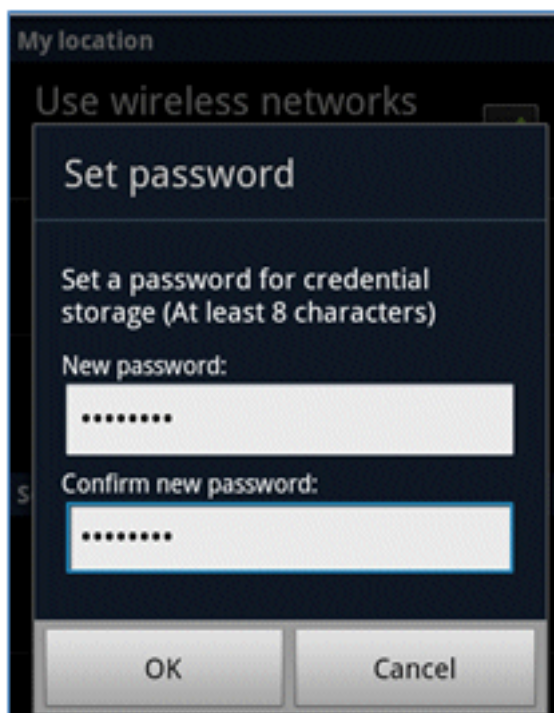 My location
Use wireless networks
Set password
Set a password for credential
storage (At least 8 characters)
New password:
••••••••
Confirm new password:
••••••••
S
OK
Cancel